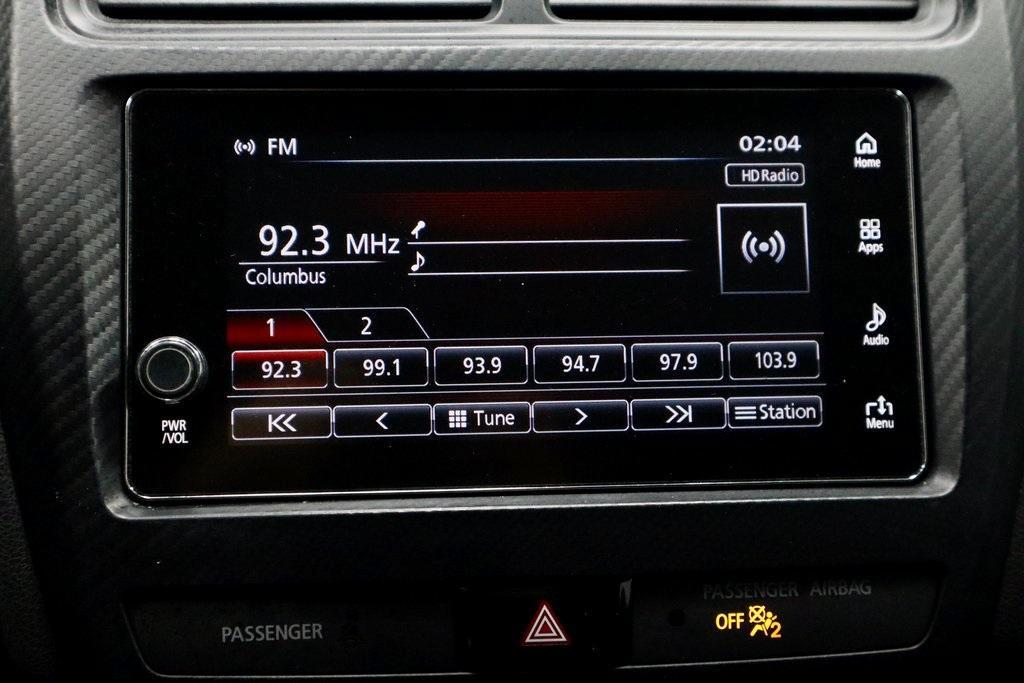 FM
02:04
HD Radio
92.3 MHz
Columbus
1 2
92.3 99.1 93.9 94.7 97.9 103.9
Tune
Station
Home
Apps
Audio
Menu
PWR
/VOL
PASSENGER
PASSENGER AIRBAG
OFF
2